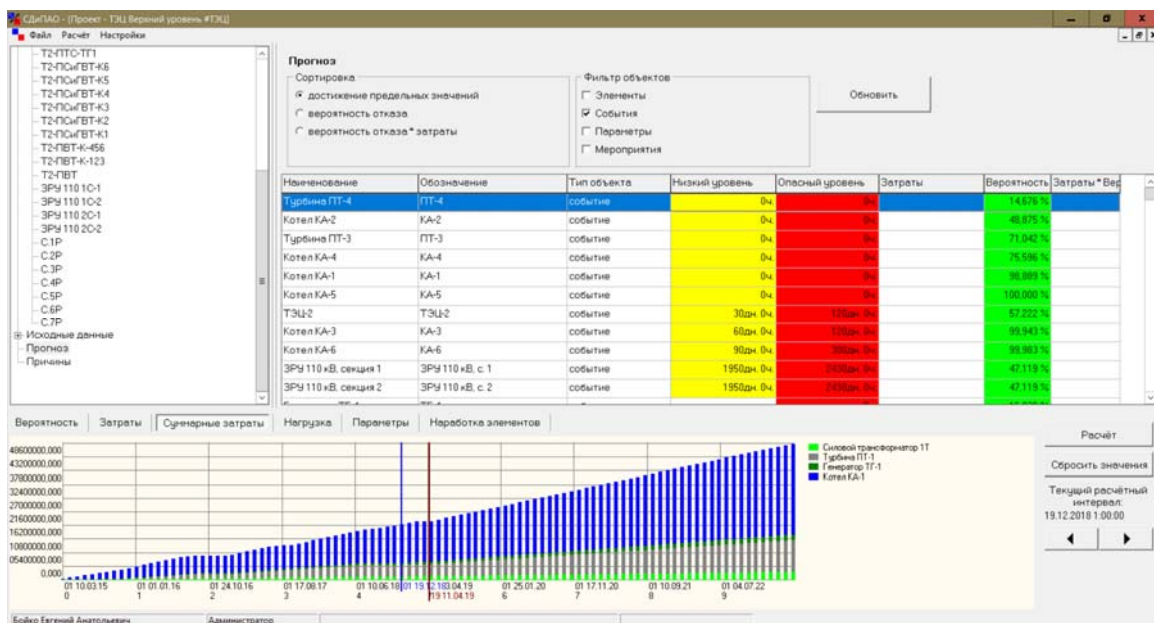 СДиПАО - [Проект - ТЭЦ Верхний уровень #ТЭЦ]
Файл Расчёт Настройки
Т2-ПТС-ТГ1
Т2-ПСиГВТ-К6
Т2-ПСиГВТ-К5
Т2-ПСиГВТ-К4
Т2-ПСиГВТ-К3
Т2-ПСиГВТ-К2
Т2-ПСиГВТ-К1
Т2-ПВТ-К-456
Т2-ПВТ-К-123
Т2-ПВТ
ЗРУ 110 1С-1
ЗРУ 110 1С-2
ЗРУ 110 2С-1
ЗРУ 110 2С-2
С.1Р
С.2Р
С.3Р
С.4Р
С.5Р
С.6Р
С.7Р
Исходные данные
Прогноз
Причины
Прогноз
Сортировка
достижение предельных значений
вероятность отказа
вероятность отказа * затраты
Фильтр объектов
Элементы
События
Параметры
Мероприятия
Обновить
Наименование Обозначение Тип объекта Низкий уровень Опасный уровень Затраты Вероятность Затраты * Вер
Турбина ПТ-4 ПТ-4 событие 0ч. 0ч. 14,676 %
Котел КА-2 КА-2 событие 0ч. 0ч. 48,875 %
Турбина ПТ-3 ПТ-3 событие 0ч. 0ч. 71,042 %
Котел КА-4 КА-4 событие 0ч. 0ч. 75,596 %
Котел КА-1 КА-1 событие 0ч. 0ч. 98,889 %
Котел КА-5 КА-5 событие 0ч. 0ч. 100,000 %
ТЭЦ-2 ТЭЦ-2 событие 30дн. 0ч. 120дн. 0ч. 57,222 %
Котел КА-3 КА-3 событие 60дн. 0ч. 120дн. 0ч. 99,943 %
Котел КА-6 КА-6 событие 90дн. 0ч. 300дн. 0ч. 99,983 %
ЗРУ 110 кВ, секция 1 ЗРУ 110 кВ, с. 1 событие 1950дн. 0ч. 2430дн. 0ч. 47,119 %
ЗРУ 110 кВ, секция 2 ЗРУ 110 кВ, с. 2 событие 1950дн. 0ч. 2430дн. 0ч. 47,119 %
Вероятность Затраты Суммарные затраты Нагрузка Параметры Наработка элементов
48600000,000
43200000,000
37800000,000
32400000,000
27000000,000
21600000,000
16200000,000
10800000,000
05400000,000
0,000
01 10.03.15 01 01.01.16 01 24.10.16 01 17.08.17 01 10.06.18 01 19.12.18 3.04.19 01 25.01.20 01 17.11.20 01 10.09.21 01 04.07.22
0 1 2 3 4 19 11.04.19 6 7 8 9
Силовой трансформатор 1Т
Турбина ПТ-1
Генератор ТГ-1
Котел КА-1
Расчёт
Сбросить значения
Текущий расчётный
интервал:
19.12.2018 1:00:00
Бойко Евгений Анатольевич Администратор